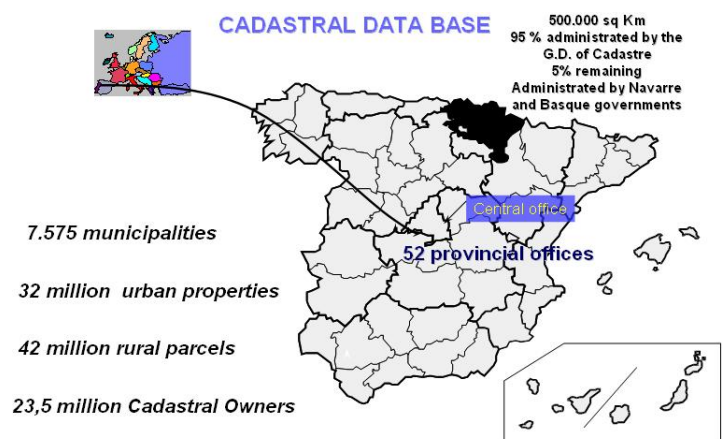 CADASTRAL DATA BASE
500.000 sq Km
95 % administrated by the
G.D. of Cadastre
5% remaining
Administrated by Navarre
and Basque governments
Central office
52 provincial offices
7.575 municipalities
32 million urban properties
42 million rural parcels
23,5 million Cadastral Owners